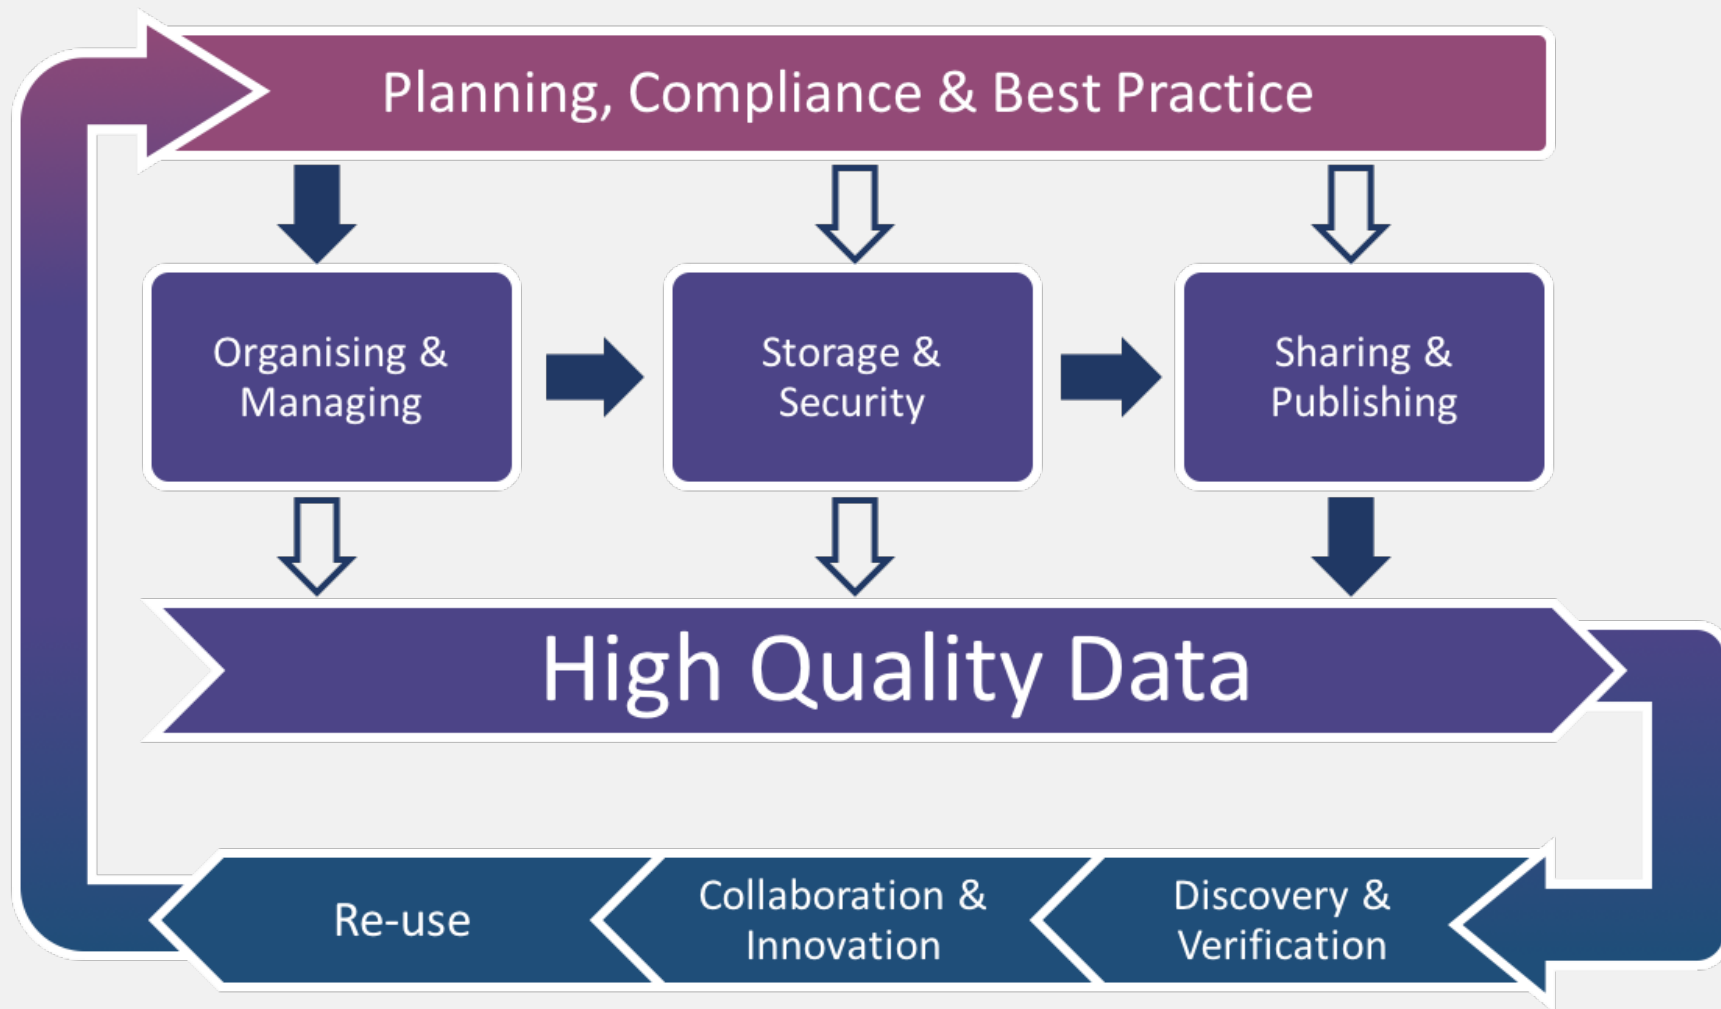 Planning, Compliance & Best Practice
Organising &
Managing
Storage &
Security
Sharing &
Publishing
High Quality Data
Re-use
Collaboration &
Innovation
Discovery &
Verification